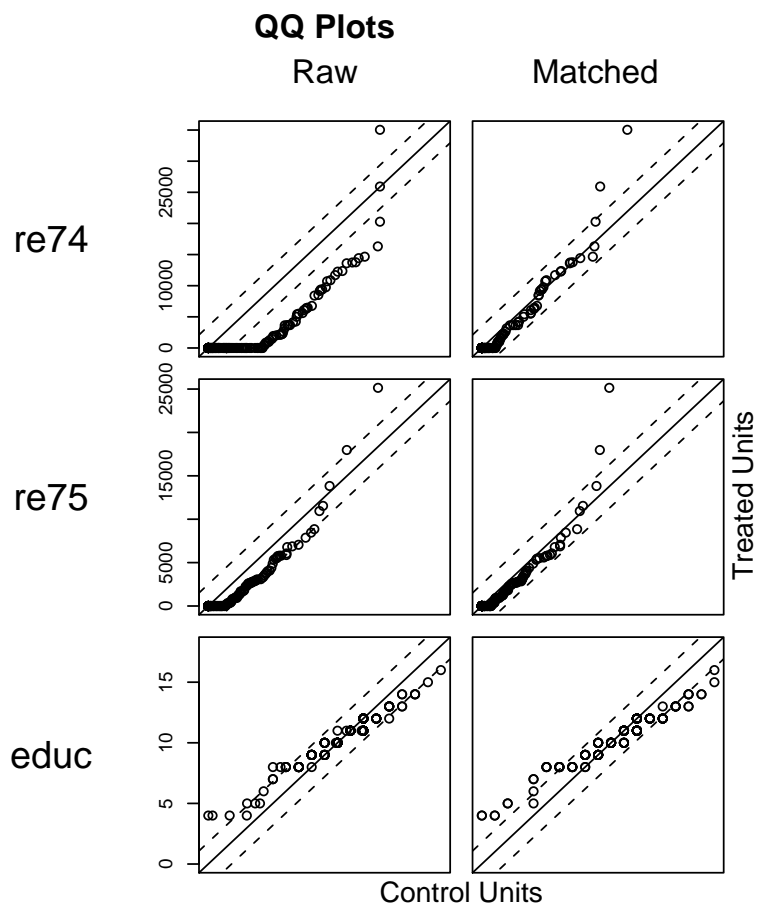 QQ Plots
Raw Matched
re74
0 10000 25000
re75
0 5000 15000 25000
educ
0 5 10 15
Treated Units
Control Units